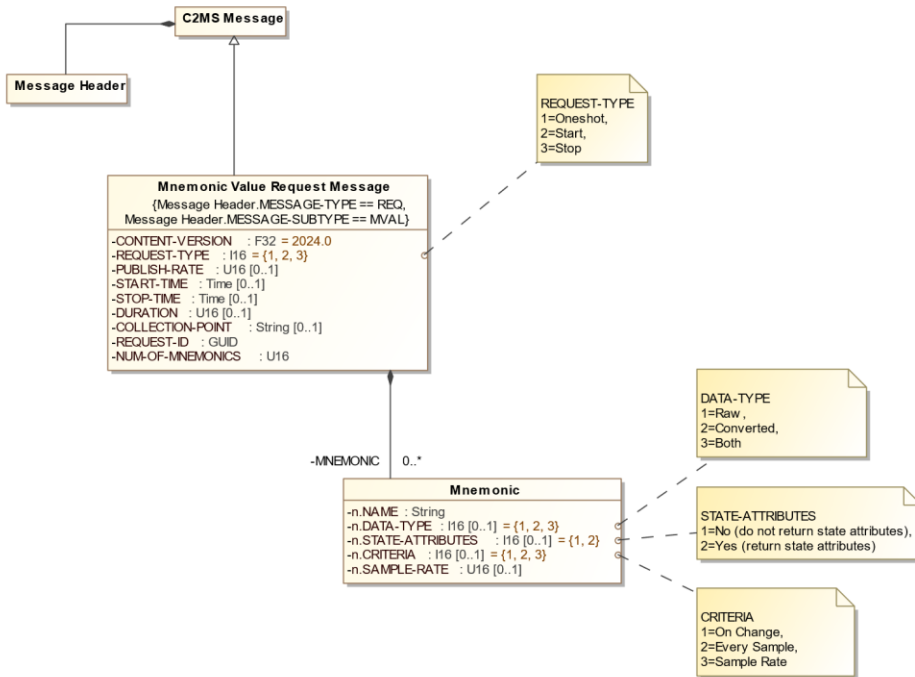 C2MS Message
Message Header
REQUEST-TYPE
1=Oneshot,
2=Start,
3=Stop
Mnemonic Value Request Message
{Message Header.MESSAGE-TYPE == REQ,
Message Header.MESSAGE-SUBTYPE == MVAL}
-CONTENT-VERSION : F32 = 2024.0
-REQUEST-TYPE : I16 = {1, 2, 3}
-PUBLISH-RATE : U16 [0..1]
-START-TIME : Time [0..1]
-STOP-TIME : Time [0..1]
-DURATION : U16 [0..1]
-COLLECTION-POINT : String [0..1]
-REQUEST-ID : GUID
-NUM-OF-MNEMONICS : U16
DATA-TYPE
1=Raw ,
2=Converted,
3=Both
-MNEMONIC 0..*
Mnemonic
-n.NAME : String
-n.DATA-TYPE : I16 [0..1] = {1, 2, 3}
-n.STATE-ATTRIBUTES : I16 [0..1] = {1, 2}
-n.CRITERIA : I16 [0..1] = {1, 2, 3}
-n.SAMPLE-RATE : U16 [0..1]
STATE-ATTRIBUTES
1=No (do not return state attributes),
2=Yes (return state attributes)
CRITERIA
1=On Change,
2=Every Sample,
3=Sample Rate